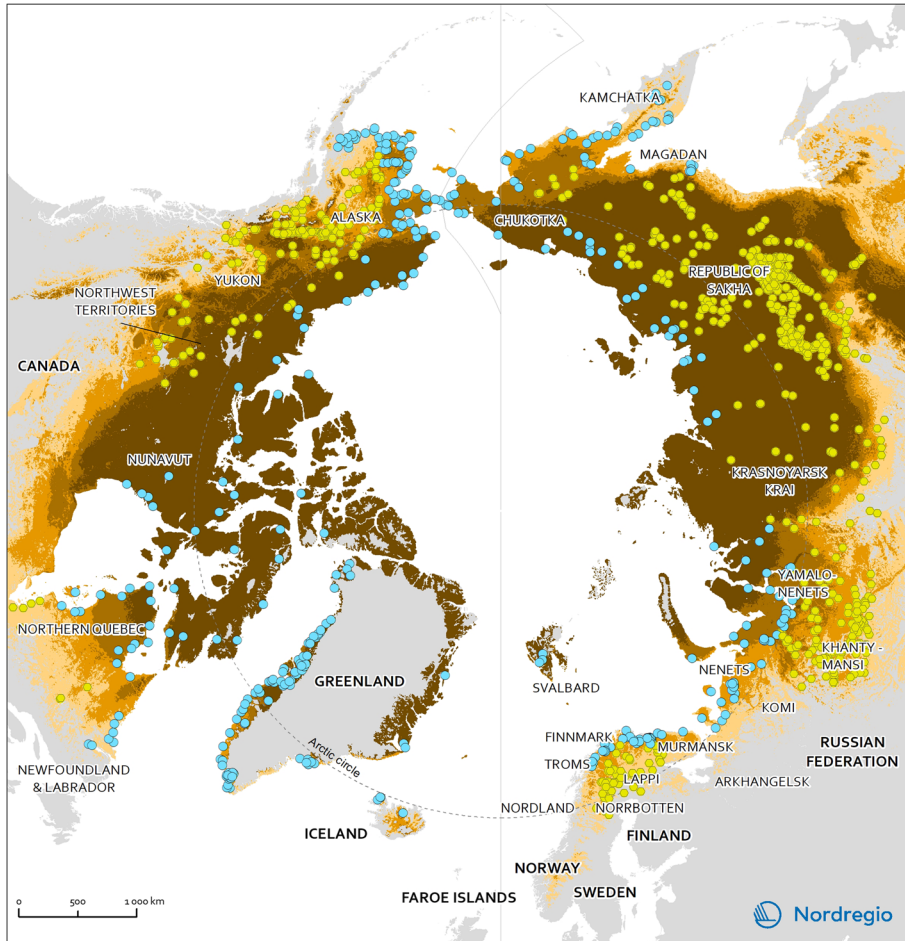 KAMCHATKA
MAGADAN
ALASKA
CHUKOTKA
YUKON
REPUBLIC OF
SAKHA
NORTHWEST
TERRITORIES
CANADA
NUNAVUT
KRASNOYARSK
KRAI
YAMALO-
NENETS
NORTHERN QUEBEC
KHANTY -
MANSI
GREENLAND
SVALBARD
NENETS
KOMI
FINNMARK
MURMANSK
RUSSIAN
FEDERATION
Arctic circle
TROMS
LAPPI
ARKHANGELSK
NEWFOUNDLAND
& LABRADOR
NORDLAND
NORRBOTTEN
ICELAND
FINLAND
NORWAY
SWEDEN
FAROE ISLANDS
0 500 1 000 km
Nordregio